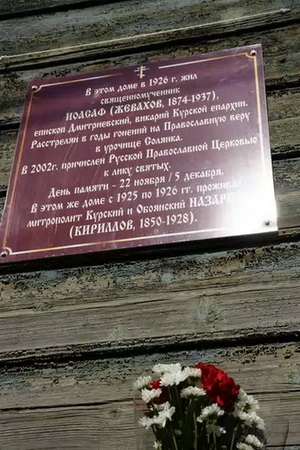 В этом доме в 1926 г. жил
священномученик
ИОАСАФ (ЖЕВАХОВ, 1874-1937),
епископ Дмитриевский, викарий Курской епархии.
Расстрелян в годы гонений на Православную веру
в урочище Солянка.
В 2002г. причислен Русской Православной Церковью
к лику святых.
День памяти - 22 ноября / 5 декабря.
В этом же доме с 1925 по 1926 гг. проживал
митрополит Курский и Обоянский НАЗАРИЙ
(КИРИЛЛОВ, 1850-1928).